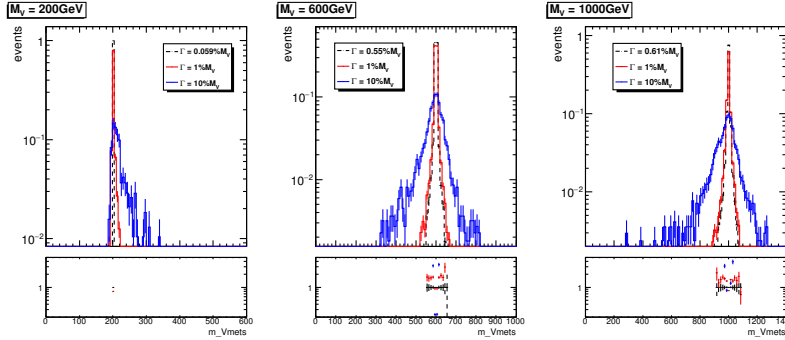 M_V = 200GeV
events
1
10^{-1}
10^{-2}
Γ = 0.059%M_V
Γ = 1%M_V
Γ = 10%M_V
1
0 100 200 300 400 500 600
m_Vmets
M_V = 600GeV
events
1
10^{-1}
10^{-2}
Γ = 0.55%M_V
Γ = 1%M_V
Γ = 10%M_V
1
0 100 200 300 400 500 600 700 800 900 1000
m_Vmets
M_V = 1000GeV
events
1
10^{-1}
10^{-2}
Γ = 0.61%M_V
Γ = 1%M_V
Γ = 10%M_V
1
0 200 400 600 800 1000 1200 1400
m_Vmets